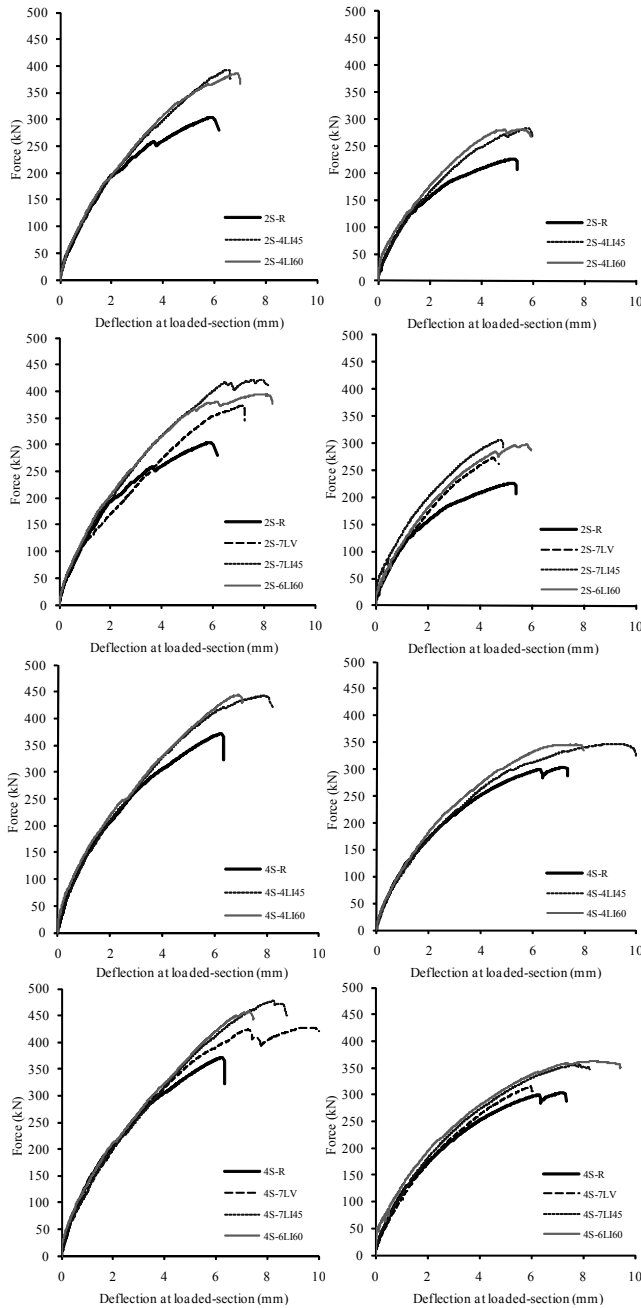 500
450
400
350
300
250
200
150
100
50
0
Force (kN)
2S-R
2S-4LI45
2S-4LI60
0 2 4 6 8 10
Deflection at loaded-section (mm)
500
450
400
350
300
250
200
150
100
50
0
Force (kN)
2S-R
2S-4LI45
2S-4LI60
0 2 4 6 8 10
Deflection at loaded-section (mm)
500
450
400
350
300
250
200
150
100
50
0
Force (kN)
2S-R
2S-7LV
2S-7LI45
2S-6LI60
0 2 4 6 8 10
Deflection at loaded-section (mm)
500
450
400
350
300
250
200
150
100
50
0
Force (kN)
2S-R
2S-7LV
2S-7LI45
2S-6LI60
0 2 4 6 8 10
Deflection at loaded-section (mm)
500
450
400
350
300
250
200
150
100
50
0
Force (kN)
4S-R
4S-4LI45
4S-4LI60
0 2 4 6 8 10
Deflection at loaded-section (mm)
500
450
400
350
300
250
200
150
100
50
0
Force (kN)
4S-R
4S-4LI45
4S-4LI60
0 2 4 6 8 10
Deflection at loaded-section (mm)
500
450
400
350
300
250
200
150
100
50
0
Force (kN)
4S-R
4S-7LV
4S-7LI45
4S-6LI60
0 2 4 6 8 10
Deflection at loaded-section (mm)
500
450
400
350
300
250
200
150
100
50
0
Force (kN)
4S-R
4S-7LV
4S-7LI45
4S-6LI60
0 2 4 6 8 10
Deflection at loaded-section (mm)